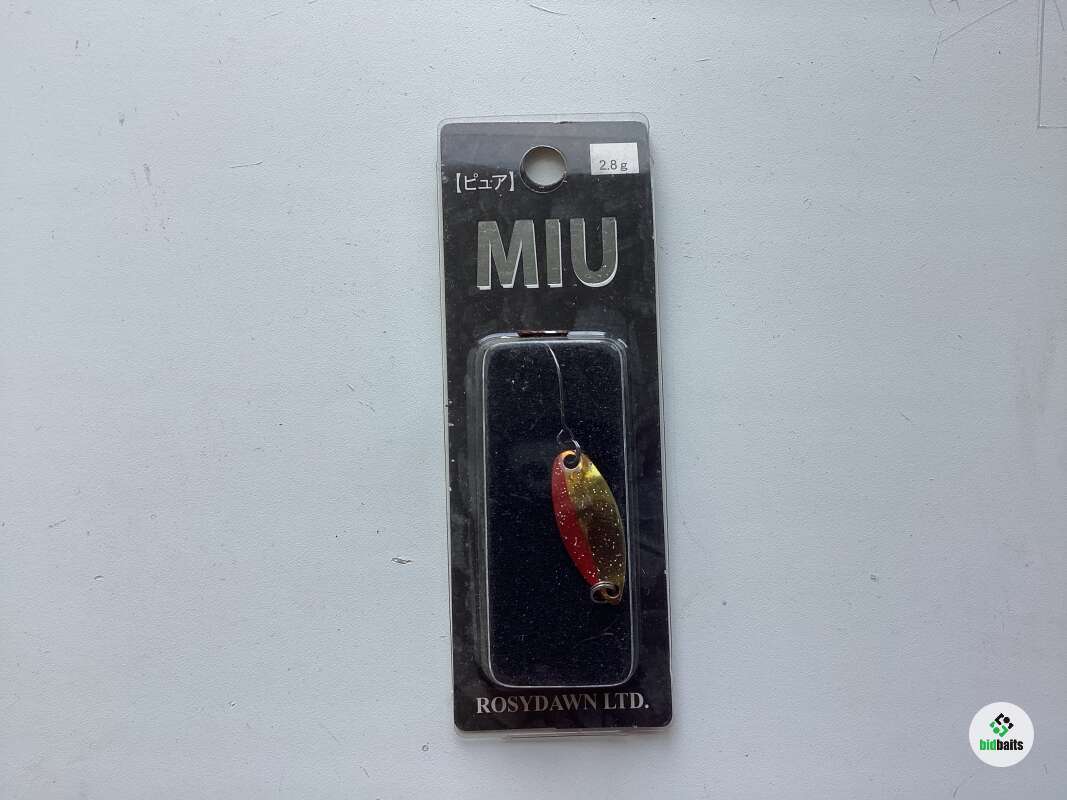 2.8g
【ピュア】
MIU
ROSYDAWN LTD.
bidbaits